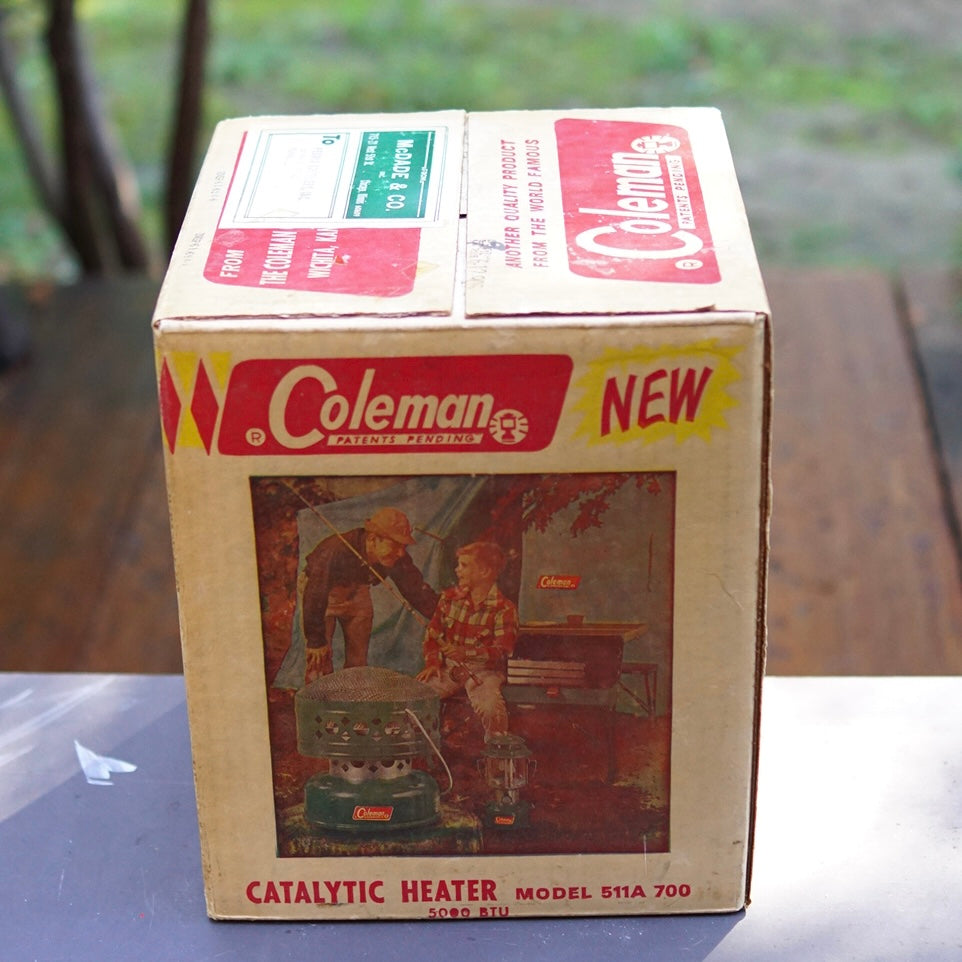 To
McDADE & CO.
FROM
THE COLEMAN
WICHITA, KAN
ANOTHER QUALITY PRODUCT
FROM THE WORLD FAMOUS
Coleman
PATENTS PENDING
®
Coleman
® PATENTS PENDING
NEW
Coleman
Coleman
Coleman
CATALYTIC HEATER MODEL 511A 700
5000 BTU